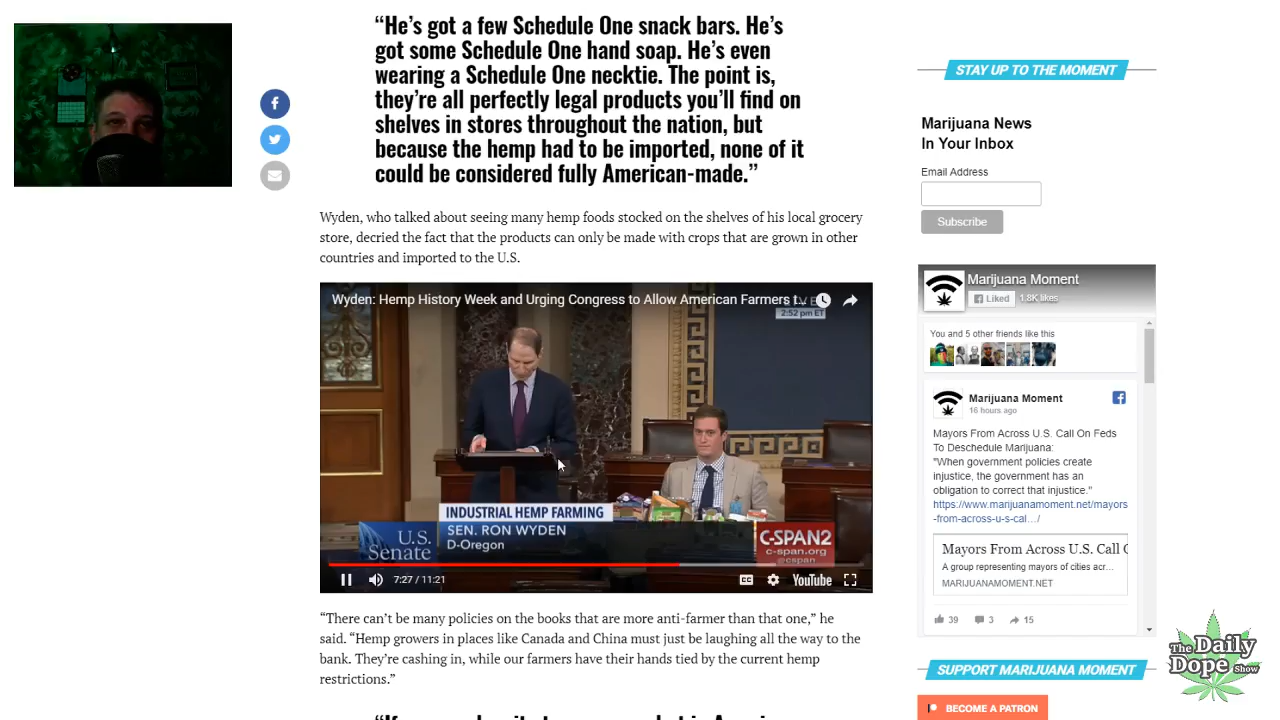 “He’s got a few Schedule One snack bars. He’s
got some Schedule One hand soap. He’s even
wearing a Schedule One necktie. The point is,
they’re all perfectly legal products you’ll find on
shelves in stores throughout the nation, but
because the hemp had to be imported, none of it
could be considered fully American-made.”
Wyden, who talked about seeing many hemp foods stocked on the shelves of his local grocery
store, decried the fact that the products can only be made with crops that are grown in other
countries and imported to the U.S.
Wyden: Hemp History Week and Urging Congress to Allow American Farmers t...
2:52 pm ET
INDUSTRIAL HEMP FARMING
U.S.
Senate
SEN. RON WYDEN
D-Oregon
C-SPAN2
c-span.org
@cspan
7:27 / 11:21
CC
YouTube
“There can’t be many policies on the books that are more anti-farmer than that one,” he
said. “Hemp growers in places like Canada and China must just be laughing all the way to the
bank. They’re cashing in, while our farmers have their hands tied by the current hemp
restrictions.”
STAY UP TO THE MOMENT
Marijuana News
In Your Inbox
Email Address
Subscribe
Marijuana Moment
Liked
1.8K likes
You and 5 other friends like this
Marijuana Moment
16 hours ago
Mayors From Across U.S. Call On Feds
To Deschedule Marijuana:
"When government policies create
injustice, the government has an
obligation to correct that injustice."
https://www.marijuanamoment.net/mayors
-from-across-u-s-cal.../
Mayors From Across U.S. Call
A group representing mayors of cities acr...
MARIJUANAMOMENT.NET
39
3
15
SUPPORT MARIJUANA MOMENT
BECOME A PATRON
The Daily
Dope Show